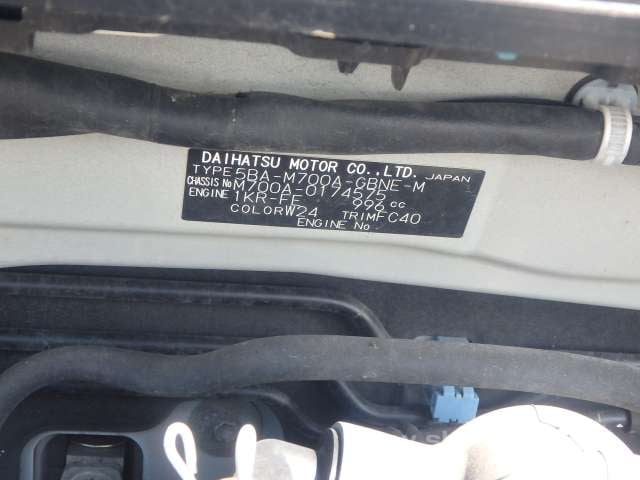 DAIHATSU MOTOR CO.,LTD. JAPAN
TYPE 5BA-M700A-GBNE-M
CHASSIS No M700A-0174575
ENGINE 1KR-FE 996 cc
COLOR W24 TRIM FC40
ENGINE No.